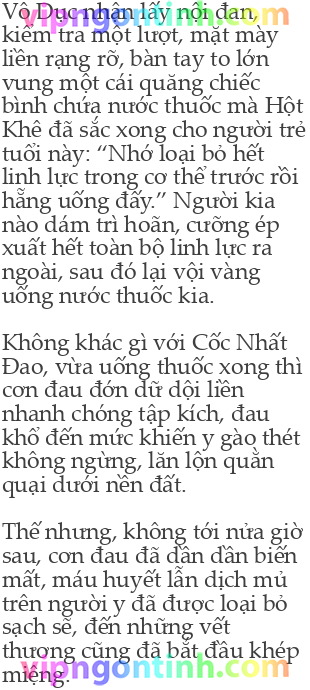 Vô Dục nhận lấy nội đan,
kiểm tra một lượt, mặt mày
liền rạng rỡ, bàn tay to lớn
vung một cái quăng chiếc
bình chứa nước thuốc mà Hột
Khê đã sắc xong cho người trẻ
tuổi này: “Nhớ loại bỏ hết
linh lực trong cơ thể trước rồi
hẵng uống đấy.” Người kia
nào dám trì hoãn, cưỡng ép
xuất hết toàn bộ linh lực ra
ngoài, sau đó lại vội vàng
uống nước thuốc kia.
Không khác gì với Cốc Nhất
Đao, vừa uống thuốc xong thì
cơn đau đớn dữ dội liền
nhanh chóng tập kích, đau
khổ đến mức khiến y gào thét
không ngừng, lăn lộn quằn
quại dưới nền đất.
Thế nhưng, không tới nửa giờ
sau, cơn đau đã dần dần biến
mất, máu huyết lẫn dịch mủ
trên người y đã được loại bỏ
sạch sẽ, đến những vết
thương cũng đã bắt đầu khép
miệng.
vipngontinh.com
vipngontinh.com